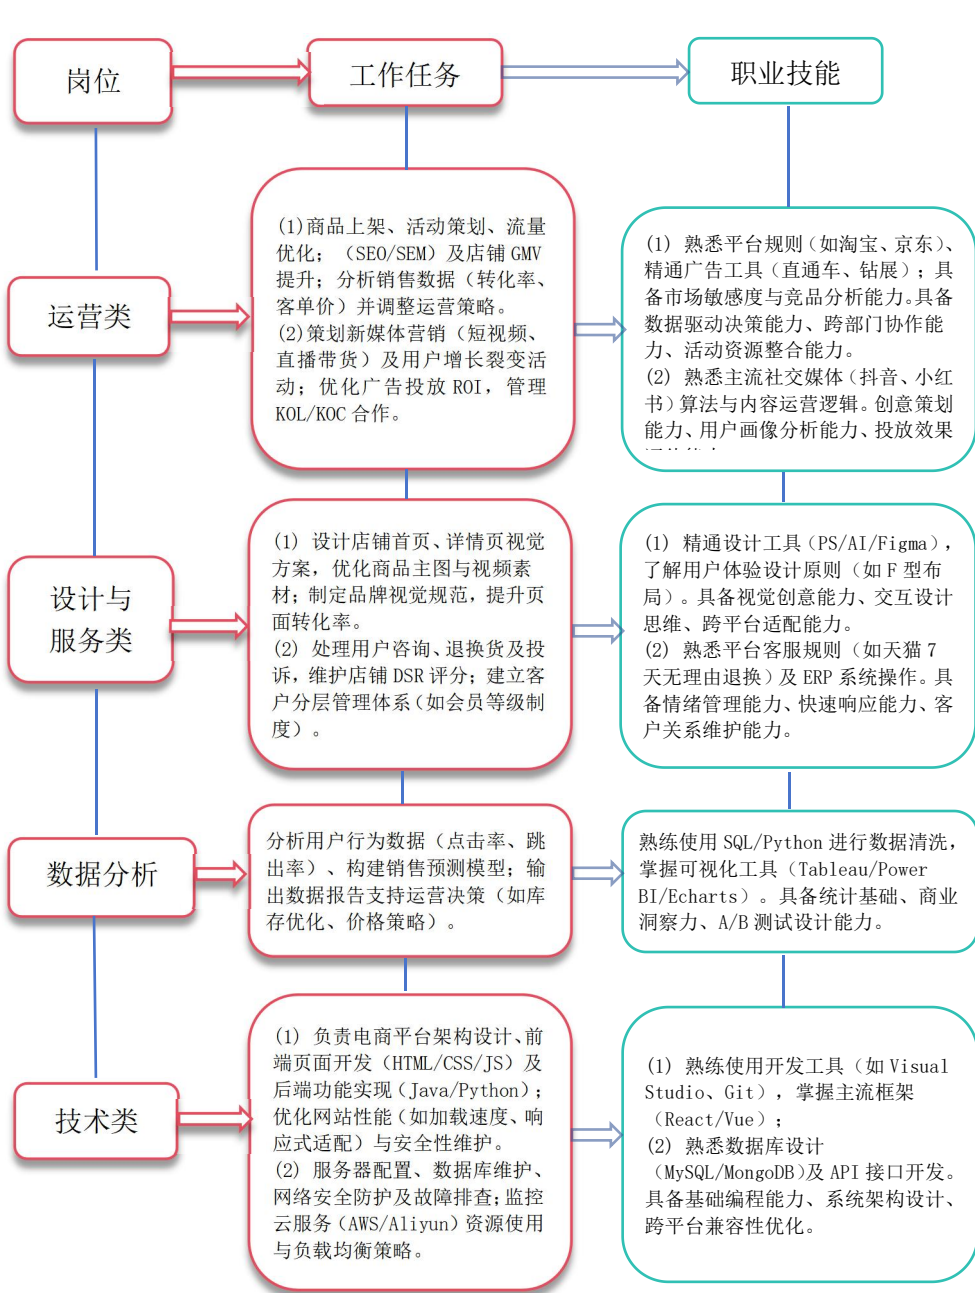 岗位
工作任务
职业技能
运营类
(1)商品上架、活动策划、流量
优化；（SEO/SEM）及店铺 GMV
提升；分析销售数据（转化率、
客单价）并调整运营策略。
(2)策划新媒体营销（短视频、
直播带货）及用户增长裂变活
动；优化广告投放 ROI，管理
KOL/KOC 合作。
(1) 熟悉平台规则（如淘宝、京东）、
精通广告工具（直通车、钻展）；具
备市场敏感度与竞品分析能力。具备
数据驱动决策能力、跨部门协作能
力、活动资源整合能力。
(2) 熟悉主流社交媒体（抖音、小红
书）算法与内容运营逻辑。创意策划
能力、用户画像分析能力、投放效果
设计与
服务类
(1) 设计店铺首页、详情页视觉
方案，优化商品主图与视频素
材；制定品牌视觉规范，提升页
面转化率。
(2) 处理用户咨询、退换货及投
诉，维护店铺 DSR 评分；建立客
户分层管理体系（如会员等级制
度）。
(1) 精通设计工具（PS/AI/Figma），
了解用户体验设计原则（如 F 型布
局）。具备视觉创意能力、交互设计
思维、跨平台适配能力。
(2) 熟悉平台客服规则（如天猫 7
天无理由退换）及 ERP 系统操作。具
备情绪管理能力、快速响应能力、客
户关系维护能力。
数据分析
分析用户行为数据（点击率、跳
出率）、构建销售预测模型；输
出数据报告支持运营决策（如库
存优化、价格策略）。
熟练使用 SQL/Python 进行数据清洗，
掌握可视化工具（Tableau/Power
BI/Echarts）。具备统计基础、商业
洞察力、A/B 测试设计能力。
技术类
(1) 负责电商平台架构设计、前
端页面开发（HTML/CSS/JS）及
后端功能实现（Java/Python）；
优化网站性能（如加载速度、响
应式适配）与安全性维护。
(2) 服务器配置、数据库维护、
网络安全防护及故障排查；监控
云服务（AWS/Aliyun）资源使用
与负载均衡策略。
(1) 熟练使用开发工具（如 Visual
Studio、Git），掌握主流框架
（React/Vue）；
(2) 熟悉数据库设计
（MySQL/MongoDB）及 API 接口开发。
具备基础编程能力、系统架构设计、
跨平台兼容性优化。